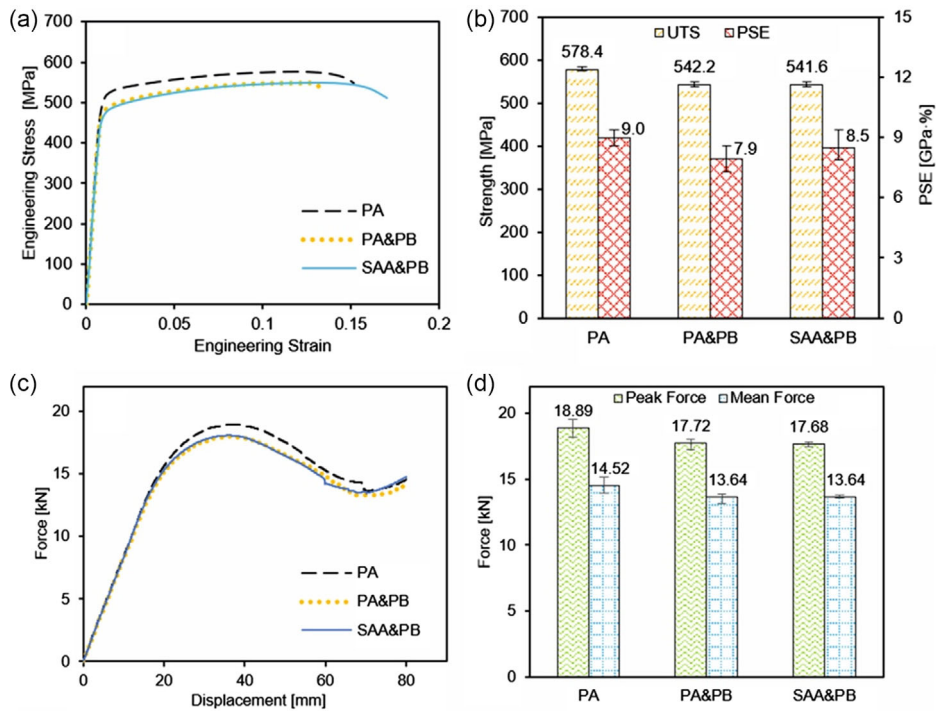 (a)
700
600
500
400
300
200
100
0
Engineering Stress [MPa]
PA
PA&PB
SAA&PB
0 0.05 0.1 0.15 0.2
Engineering Strain
(b)
700
600
500
400
300
200
100
0
Strength [MPa]
UTS PSE
578.4 542.2 541.6
9.0 7.9 8.5
15
12
9
6
3
0
PSE [GPa·%]
PA PA&PB SAA&PB
(c)
20
15
10
5
0
Force [kN]
PA
PA&PB
SAA&PB
0 20 40 60 80
Displacement [mm]
(d)
20
15
10
5
0
Force [kN]
Peak Force Mean Force
18.89 17.72 17.68
14.52 13.64 13.64
PA PA&PB SAA&PB